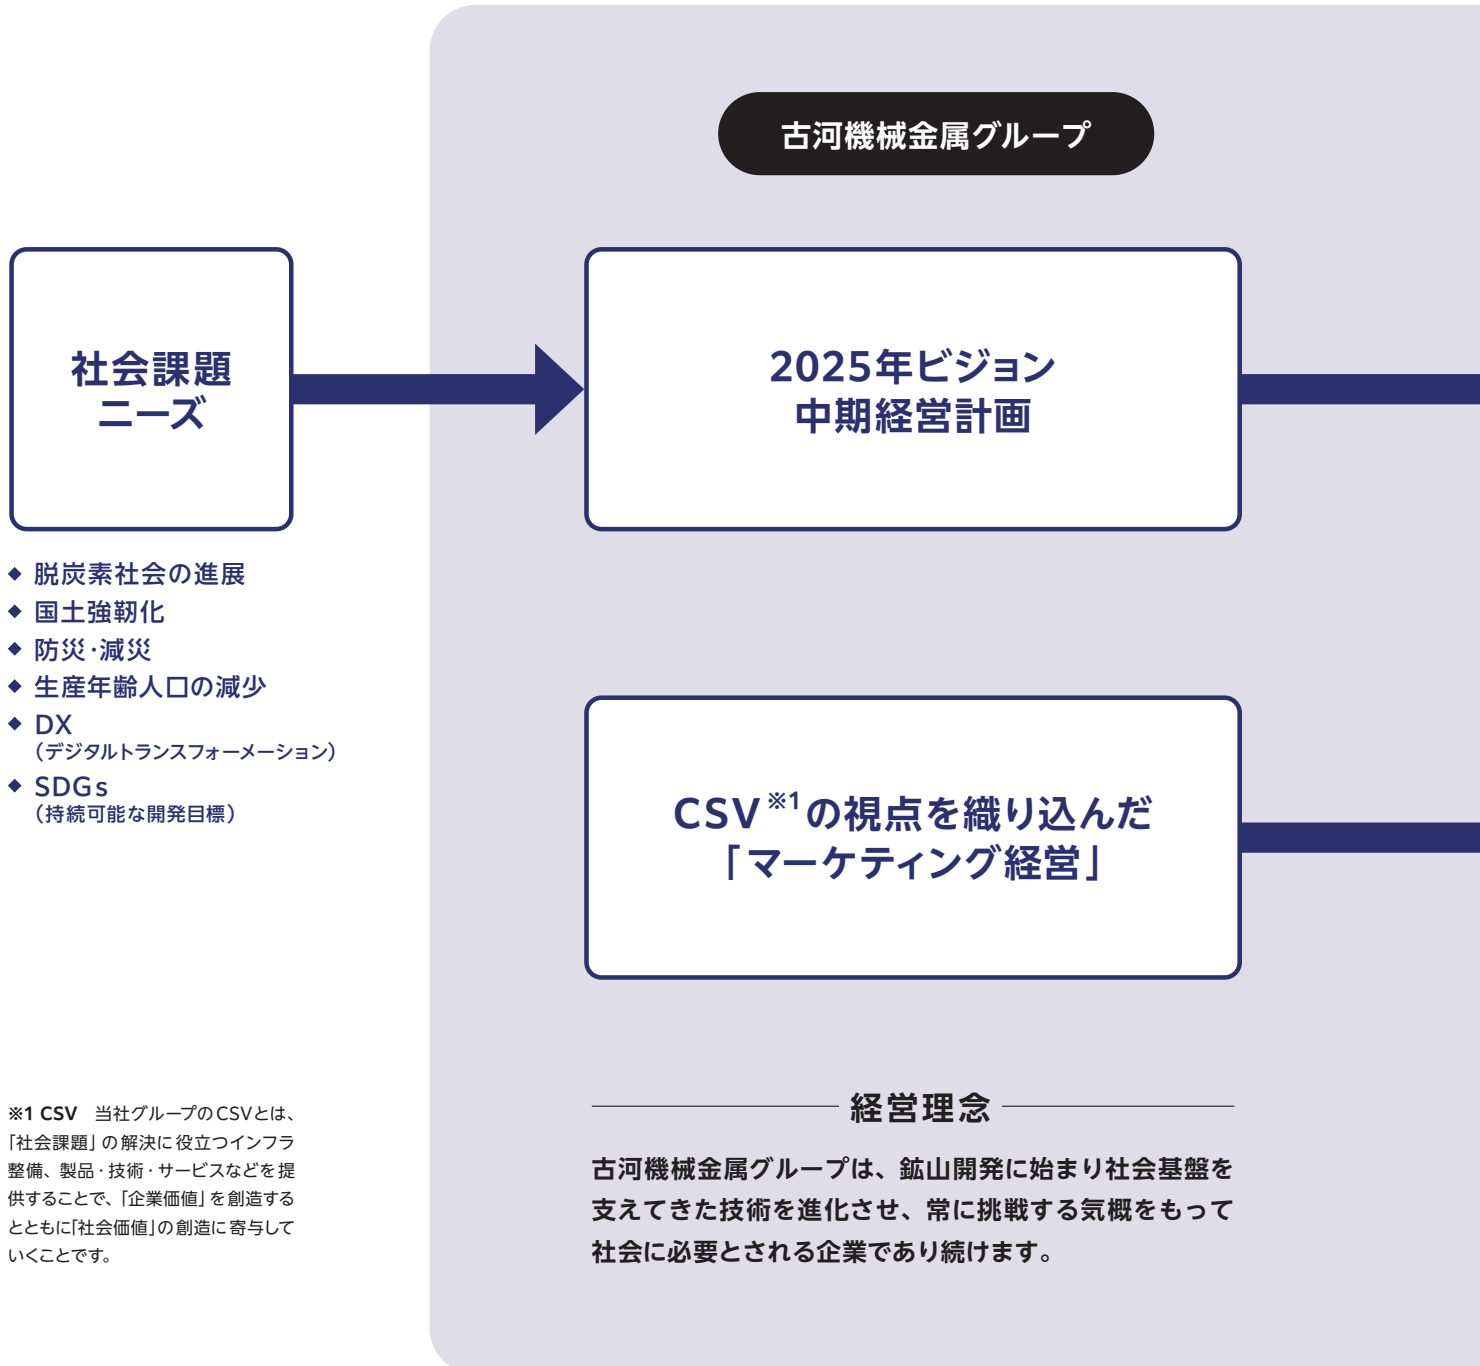 古河機械金属グループ
社会課題
ニーズ
◆ 脱炭素社会の進展
◆ 国土強靭化
◆ 防災·減災
◆ 生産年齢人口の減少
◆ DX
（デジタルトランスフォーメーション）
◆ SDGs
（持続可能な開発目標）
2025年ビジョン
中期経営計画
CSV※1の視点を織り込んだ
「マーケティング経営」
※1 CSV　当社グループのCSVとは、
「社会課題」の解決に役立つインフラ
整備、製品・技術・サービスなどを提
供することで、「企業価値」を創造する
とともに「社会価値」の創造に寄与して
いくことです。
経営理念
古河機械金属グループは、鉱山開発に始まり社会基盤を
支えてきた技術を進化させ、常に挑戦する気概をもって
社会に必要とされる企業であり続けます。